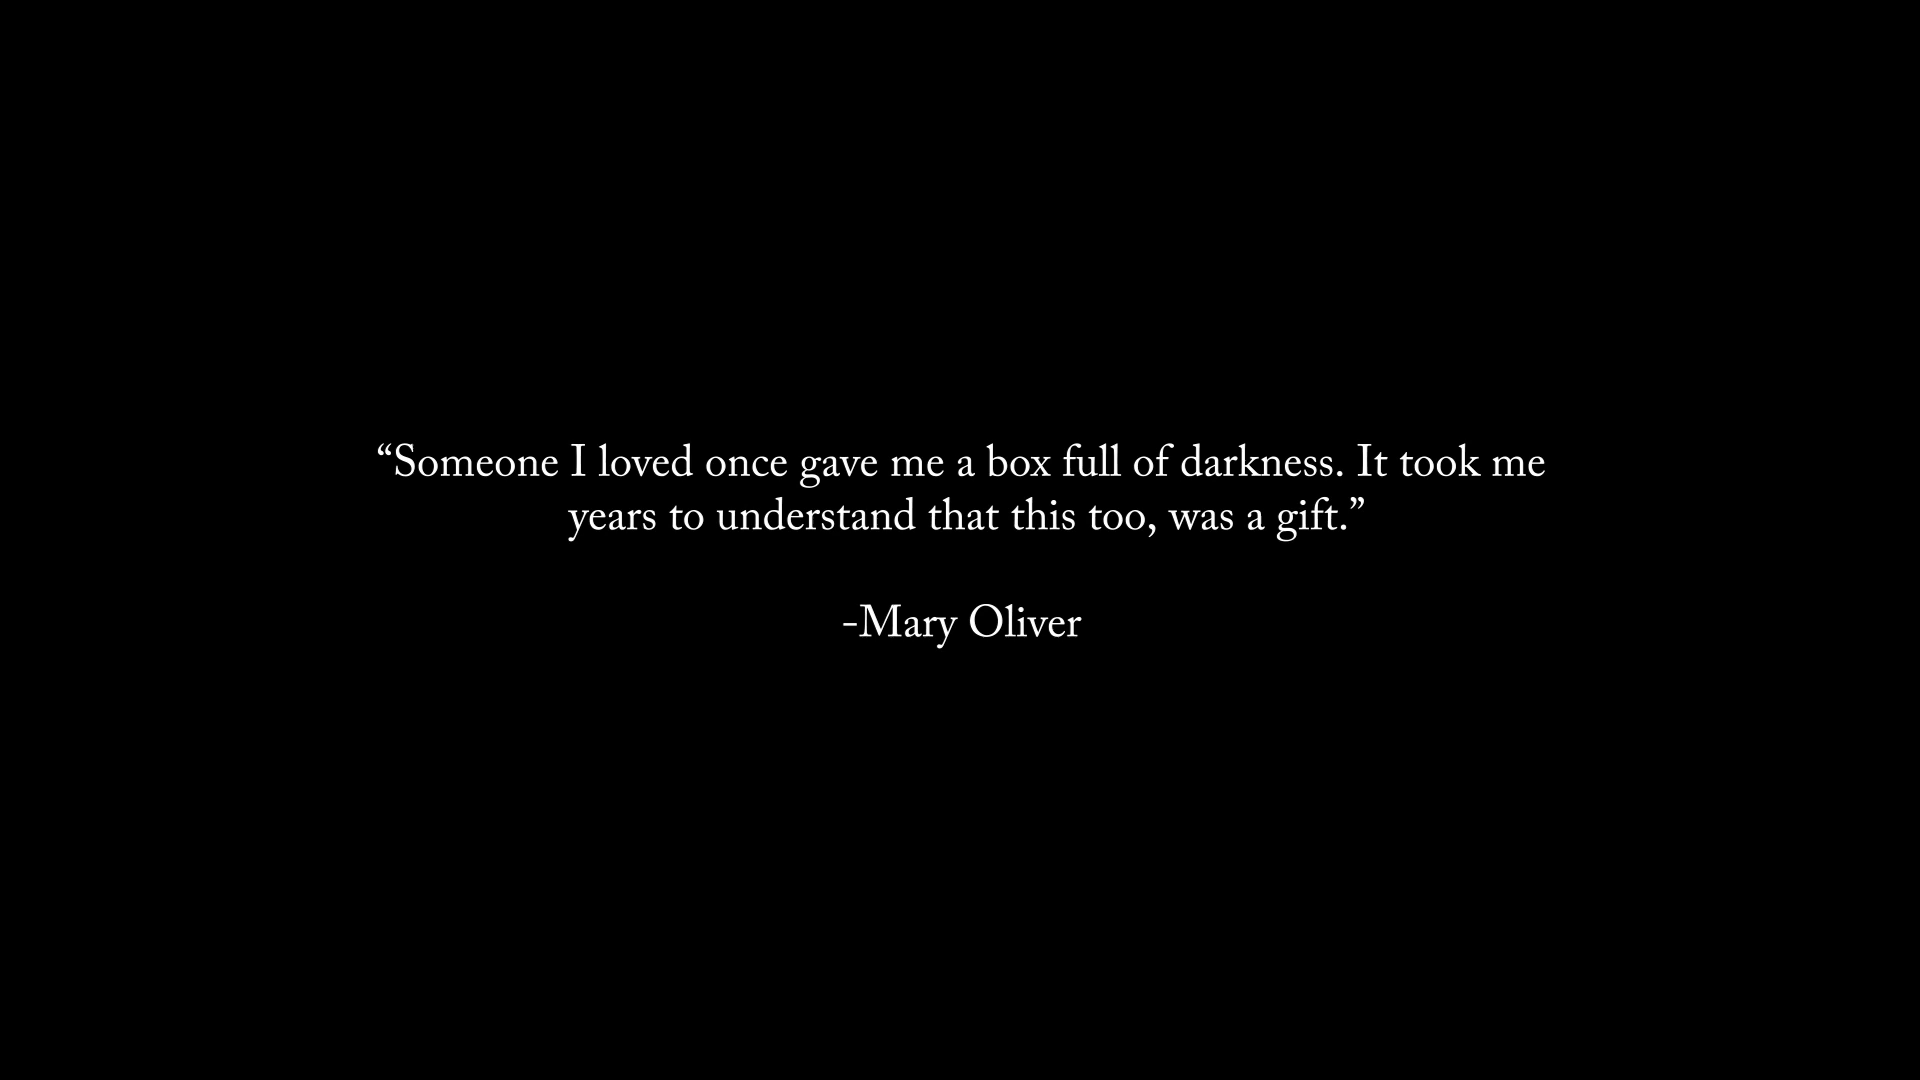 “Someone I loved once gave me a box full of darkness. It took me
years to understand that this too, was a gift.”
-Mary Oliver